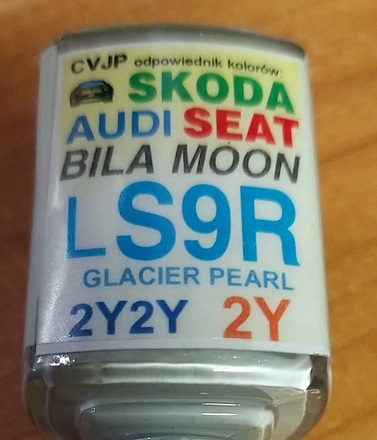 CVJP odpowiednik kolorów:
SKODA
AUDI SEAT
BILA MOON
LS9R
GLACIER PEARL
2Y2Y 2Y